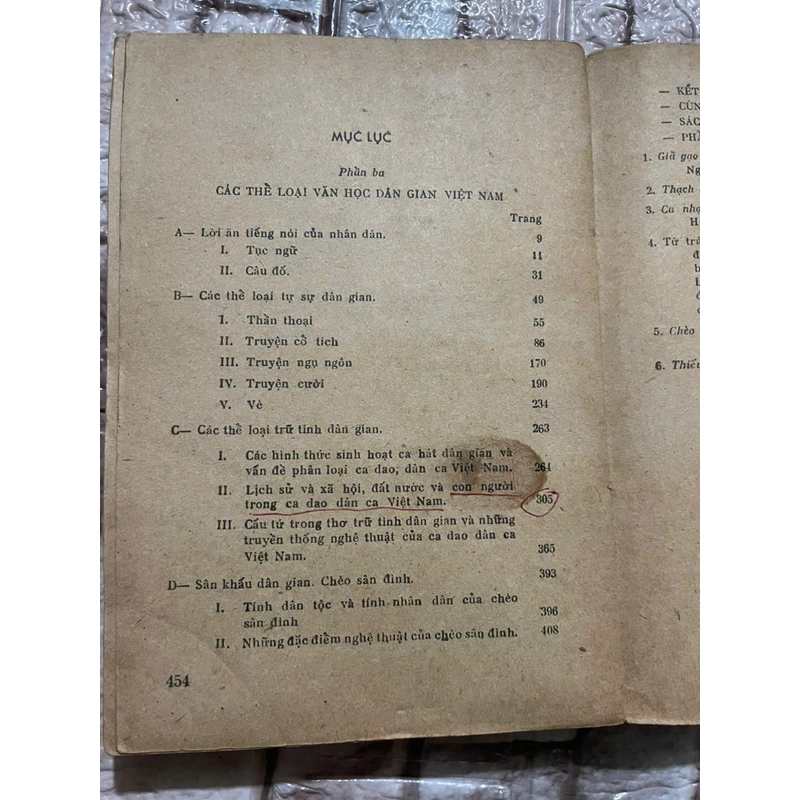 MỤC LỤC
Phần ba
CÁC THỂ LOẠI VĂN HỌC DÂN GIAN VIỆT NAM
Trang
A— Lời ăn tiếng nói của nhân dân. 9
I. Tục ngữ 11
II. Câu đố. 31
B— Các thể loại tự sự dân gian. 49
I. Thần thoại 55
II. Truyện cổ tích 86
III. Truyện ngụ ngôn 170
IV. Truyện cười 190
V. Vè 234
C— Các thể loại trữ tình dân gian. 263
I. Các hình thức sinh hoạt ca hát dân gian và
vấn đề phân loại ca dao, dân ca Việt Nam. 264
II. Lịch sử và xã hội, đất nước và con người
trong ca dao dân ca Việt Nam. 305
III. Cấu tứ trong thơ trữ tình dân gian và những
truyền thống nghệ thuật của ca dao dân ca
Việt Nam. 365
D— Sân khấu dân gian. Chèo sân đình. 393
I. Tính dân tộc và tính nhân dân của chèo
sân đình 396
II. Những đặc điểm nghệ thuật của chèo sân đình. 408
454
— KẾT
— CÙN
— SÁC
— PHẦ
1. Giã gạo
Ng
2. Thạch
3. Ca nhạ
H
4. Từ trá
đ
b
L
c
5. Chèo
6. Thiếu